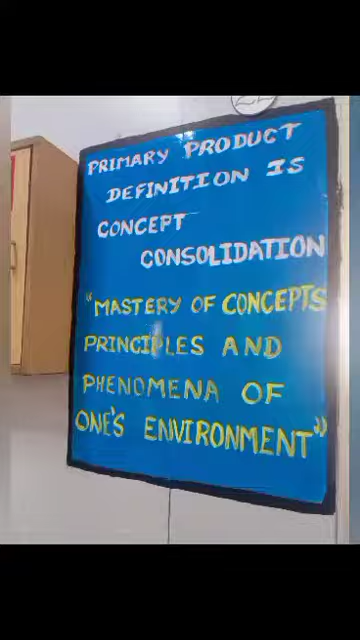 PRIMARY PRODUCT
DEFINITION IS
CONCEPT
CONSOLIDATION
"MASTERY OF CONCEPTS
PRINCIPLES AND
PHENOMENA OF
ONE'S ENVIRONMENT"